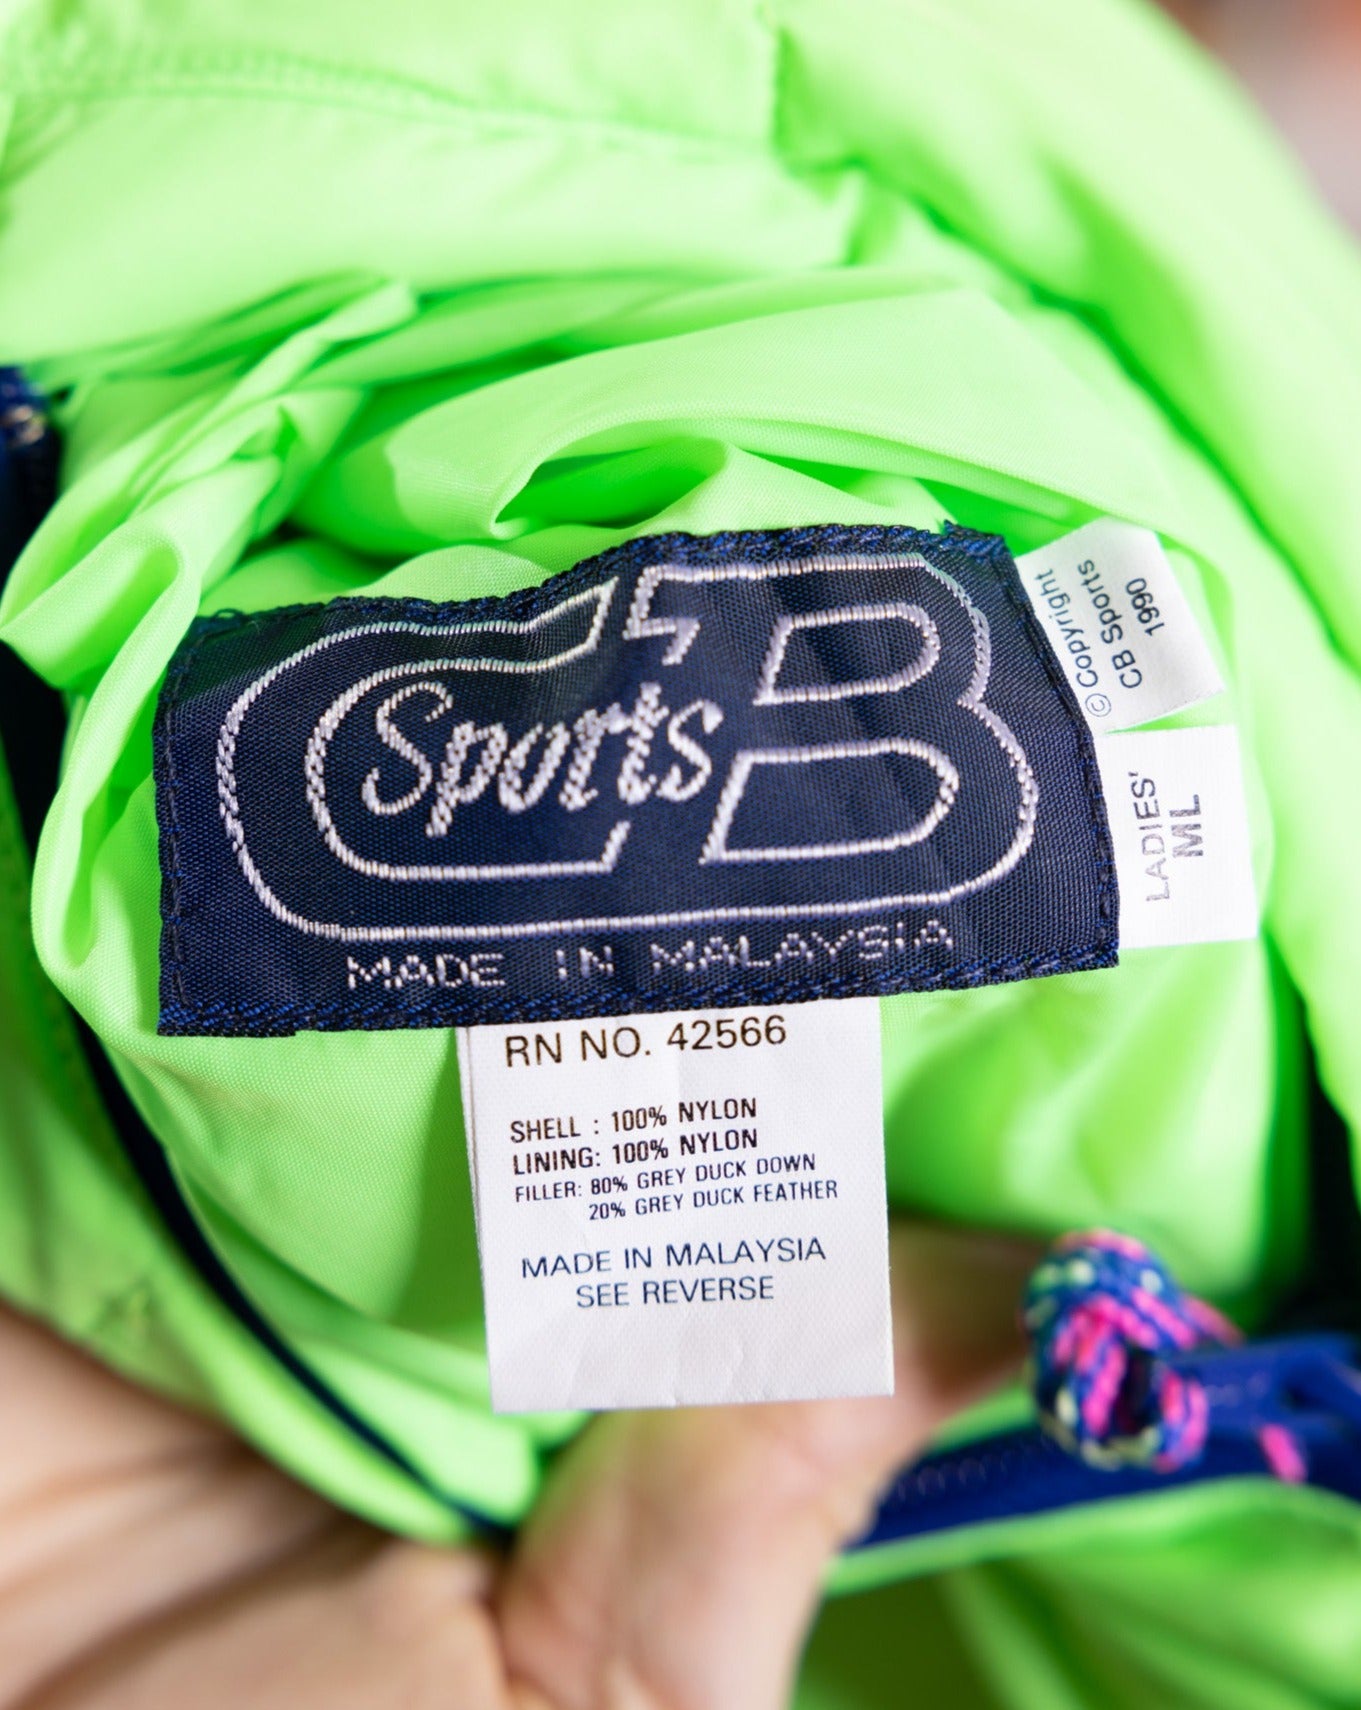 CB
Sports
MADE IN MALAYSIA
© Copyright
CB Sports
1990
LADIES'
ML
RN NO. 42566
SHELL : 100% NYLON
LINING: 100% NYLON
FILLER: 80% GREY DUCK DOWN
20% GREY DUCK FEATHER
MADE IN MALAYSIA
SEE REVERSE